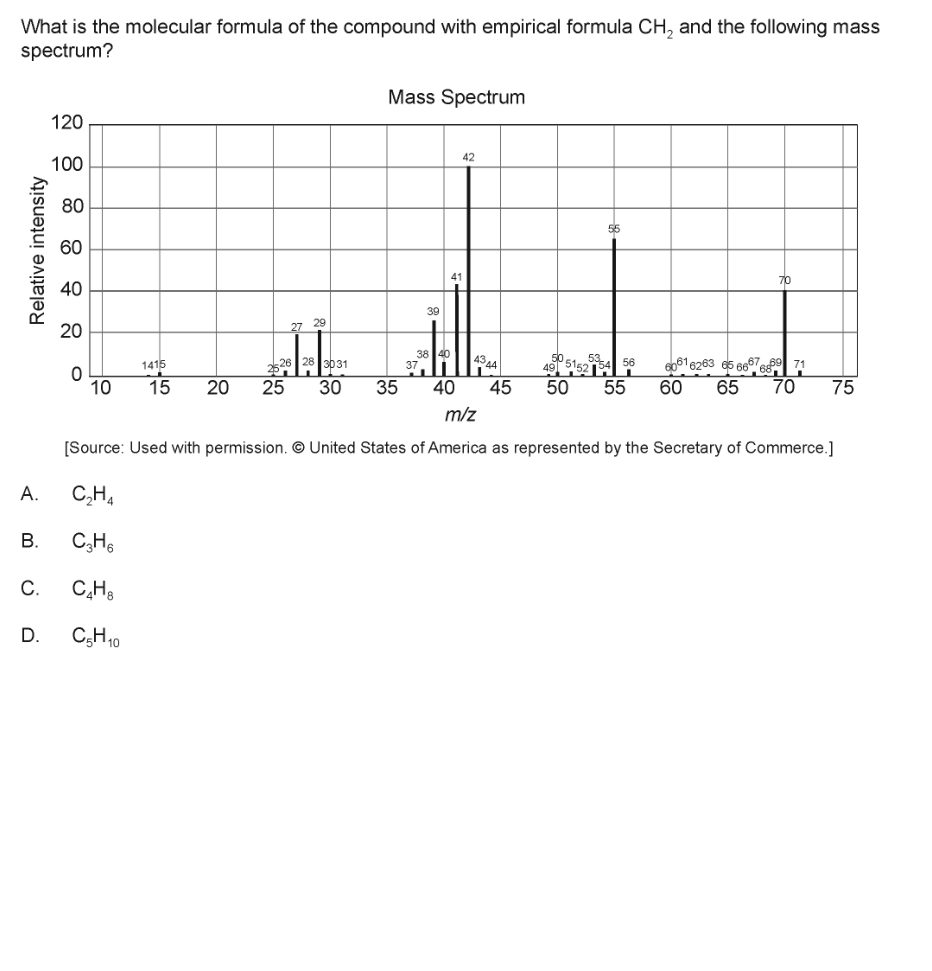 What is the molecular formula of the compound with empirical formula CH₂ and the following mass
spectrum?
Mass Spectrum
120
100
80
60
40
20
0
Relative intensity
14 15 25 26 27 28 29 30 31 37 38 39 40 41 42 43 44 49 50 51 52 53 54 55 56 60 61 62 63 65 66 67 68 69 70 71
10 15 20 25 30 35 40 45 50 55 60 65 70 75
m/z
[Source: Used with permission. © United States of America as represented by the Secretary of Commerce.]
A. C₂H₄
B. C₃H₆
C. C₄H₈
D. C₅H₁₀